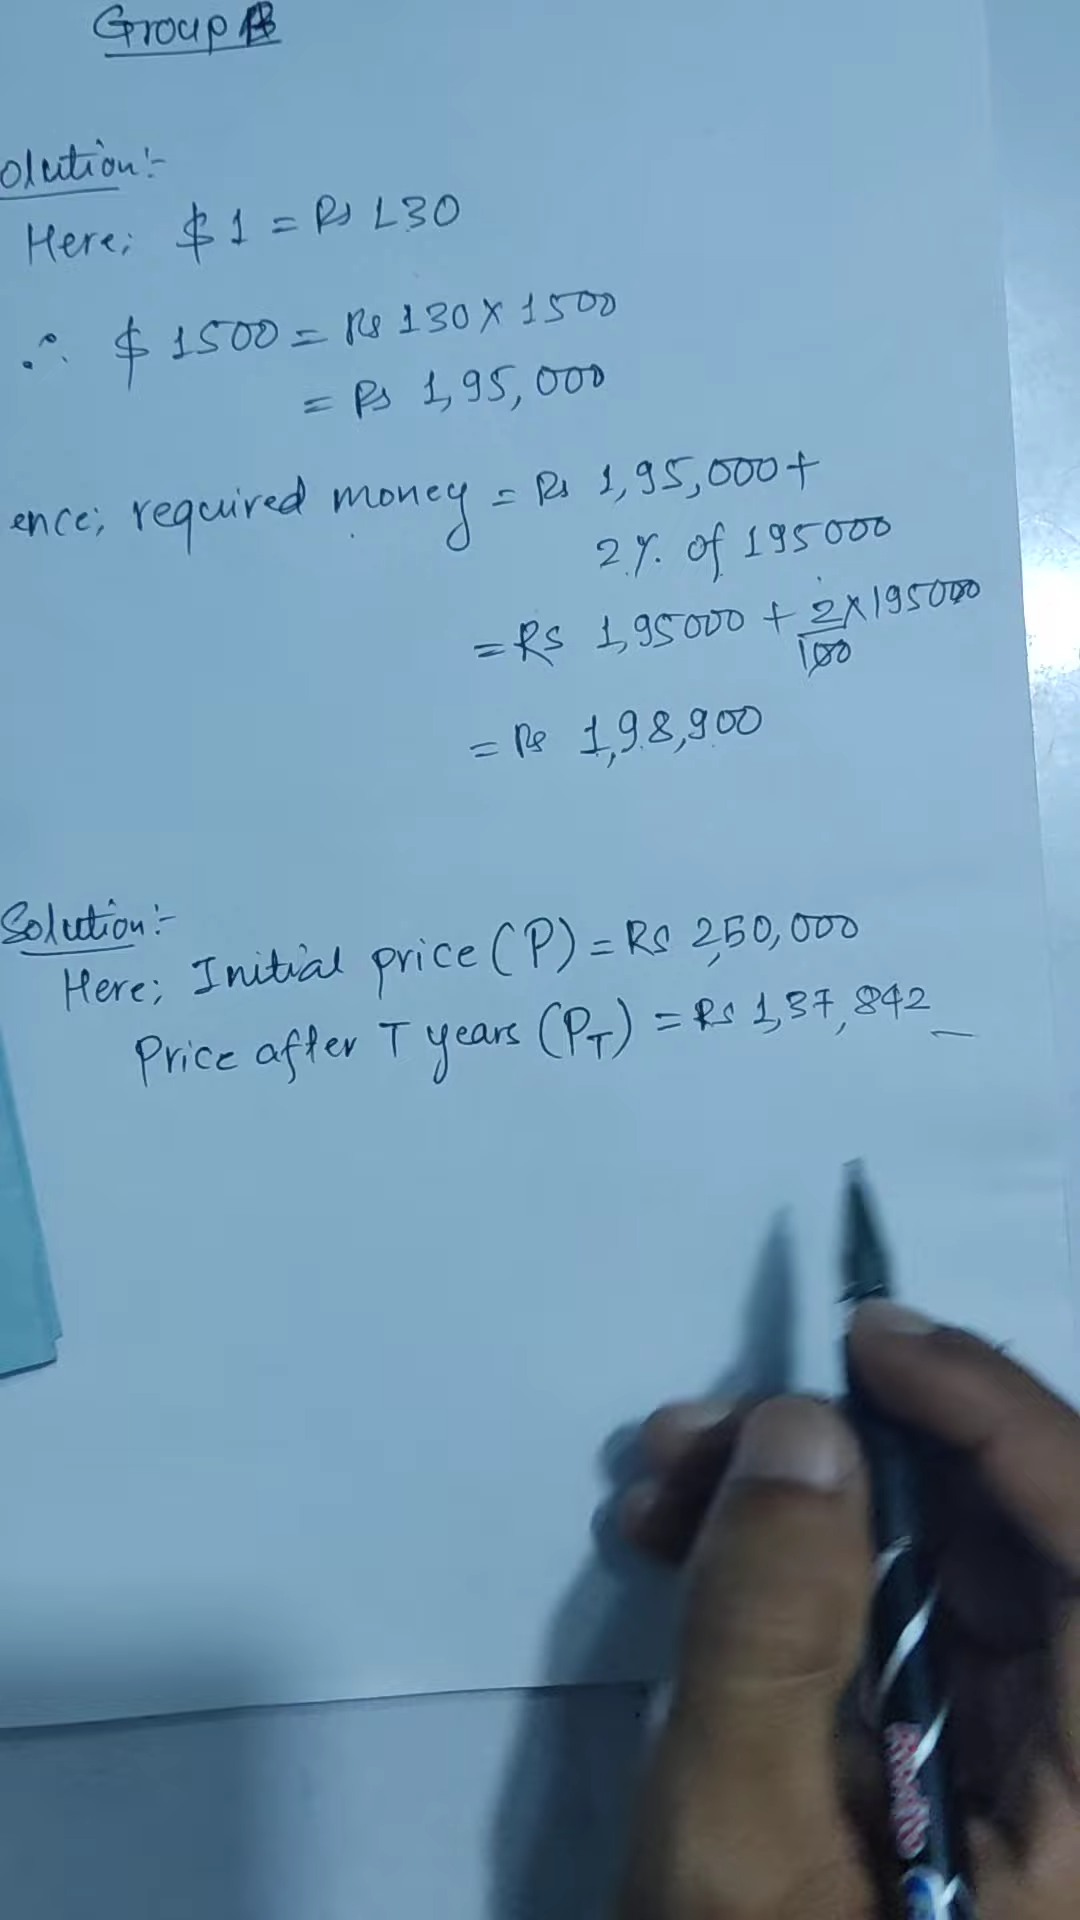 Group B
olution:-
Here; $1 = Rs 130
∴ $ 1500 = Rs 130 X 1500
= Rs 1,95,000
ence; required money = Rs 1,95,000 +
2% of 195000
= RS 1,95000 + 2/100 X 195000
= Rs 1,98,900
Solution:-
Here; Initial price (P) = RS 2,50,000
Price after T years (PT) = Rs 1,37,842